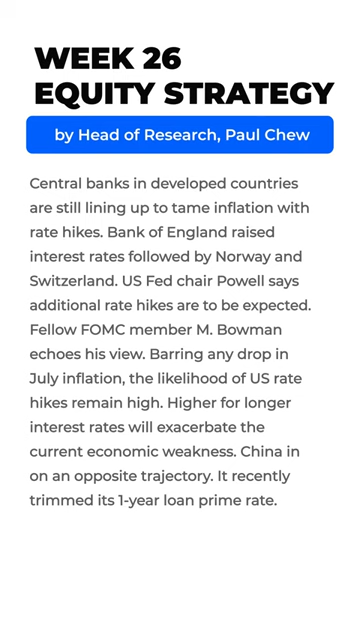 WEEK 26
EQUITY STRATEGY
by Head of Research, Paul Chew
Central banks in developed countries
are still lining up to tame inflation with
rate hikes. Bank of England raised
interest rates followed by Norway and
Switzerland. US Fed chair Powell says
additional rate hikes are to be expected.
Fellow FOMC member M. Bowman
echoes his view. Barring any drop in
July inflation, the likelihood of US rate
hikes remain high. Higher for longer
interest rates will exacerbate the
current economic weakness. China in
on an opposite trajectory. It recently
trimmed its 1-year loan prime rate.